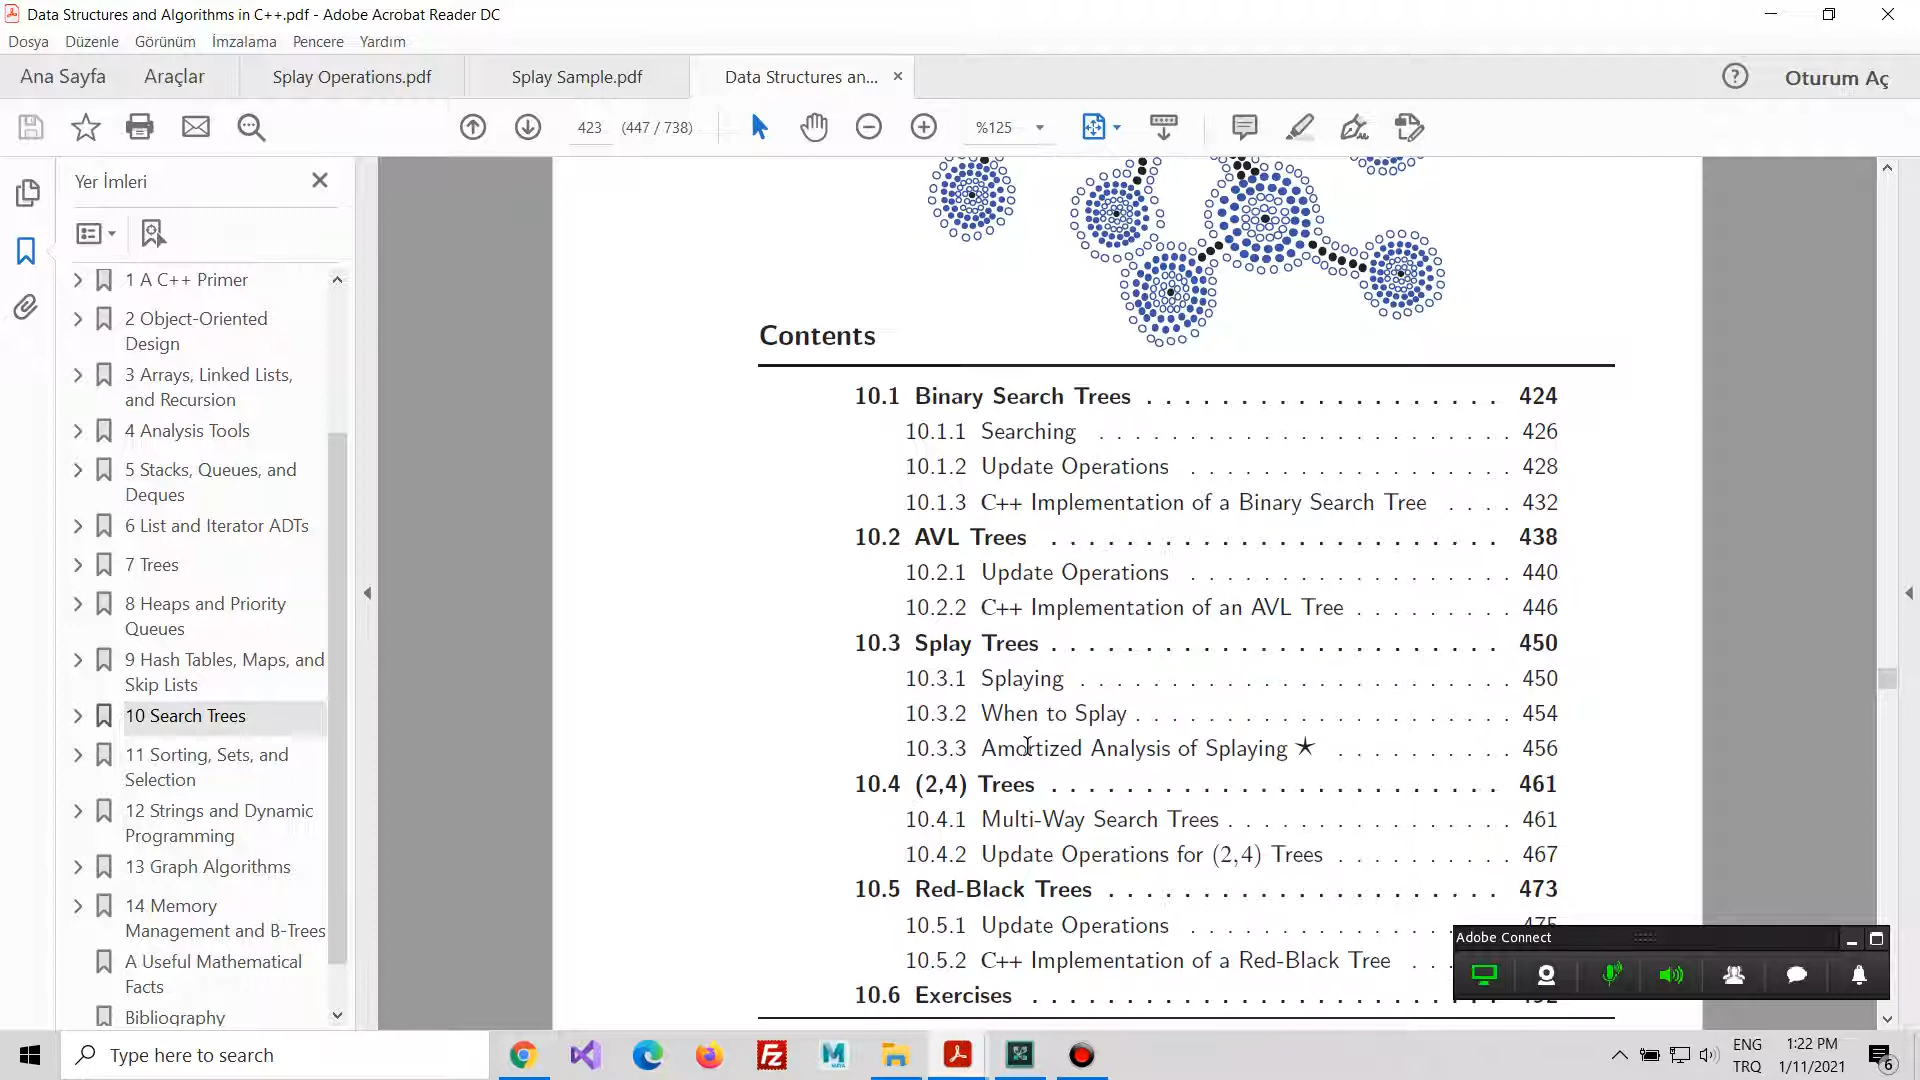 Data Structures and Algorithms in C++.pdf - Adobe Acrobat Reader DC
Dosya Düzenle Görünüm İmzalama Pencere Yardım
Ana Sayfa Araçlar Splay Operations.pdf Splay Sample.pdf Data Structures an... × Oturum Aç
423 (447 / 738) %125
Yer İmleri
1 A C++ Primer
2 Object-Oriented
Design
3 Arrays, Linked Lists,
and Recursion
4 Analysis Tools
5 Stacks, Queues, and
Deques
6 List and Iterator ADTs
7 Trees
8 Heaps and Priority
Queues
9 Hash Tables, Maps, and
Skip Lists
10 Search Trees
11 Sorting, Sets, and
Selection
12 Strings and Dynamic
Programming
13 Graph Algorithms
14 Memory
Management and B-Trees
A Useful Mathematical
Facts
Bibliography
Contents
10.1 Binary Search Trees . . . . . . . . . . . . . . . . . . . 424
10.1.1 Searching . . . . . . . . . . . . . . . . . . . . . . 426
10.1.2 Update Operations . . . . . . . . . . . . . . . . . 428
10.1.3 C++ Implementation of a Binary Search Tree . . . . 432
10.2 AVL Trees . . . . . . . . . . . . . . . . . . . . . . . . 438
10.2.1 Update Operations . . . . . . . . . . . . . . . . . 440
10.2.2 C++ Implementation of an AVL Tree . . . . . . . . . 446
10.3 Splay Trees . . . . . . . . . . . . . . . . . . . . . . . . 450
10.3.1 Splaying . . . . . . . . . . . . . . . . . . . . . . . 450
10.3.2 When to Splay . . . . . . . . . . . . . . . . . . . . 454
10.3.3 Amortized Analysis of Splaying ★ . . . . . . . . . . 456
10.4 (2,4) Trees . . . . . . . . . . . . . . . . . . . . . . . . 461
10.4.1 Multi-Way Search Trees . . . . . . . . . . . . . . . 461
10.4.2 Update Operations for (2,4) Trees . . . . . . . . . . 467
10.5 Red-Black Trees . . . . . . . . . . . . . . . . . . . . . 473
10.5.1 Update Operations . . . . . . . . . . . . . . . . . 475
10.5.2 C++ Implementation of a Red-Black Tree . . .
10.6 Exercises . . . . . . . . . . . . . . . . . . . . . . . . . 492
Adobe Connect
Type here to search
ENG 1:22 PM
TRQ 1/11/2021 6